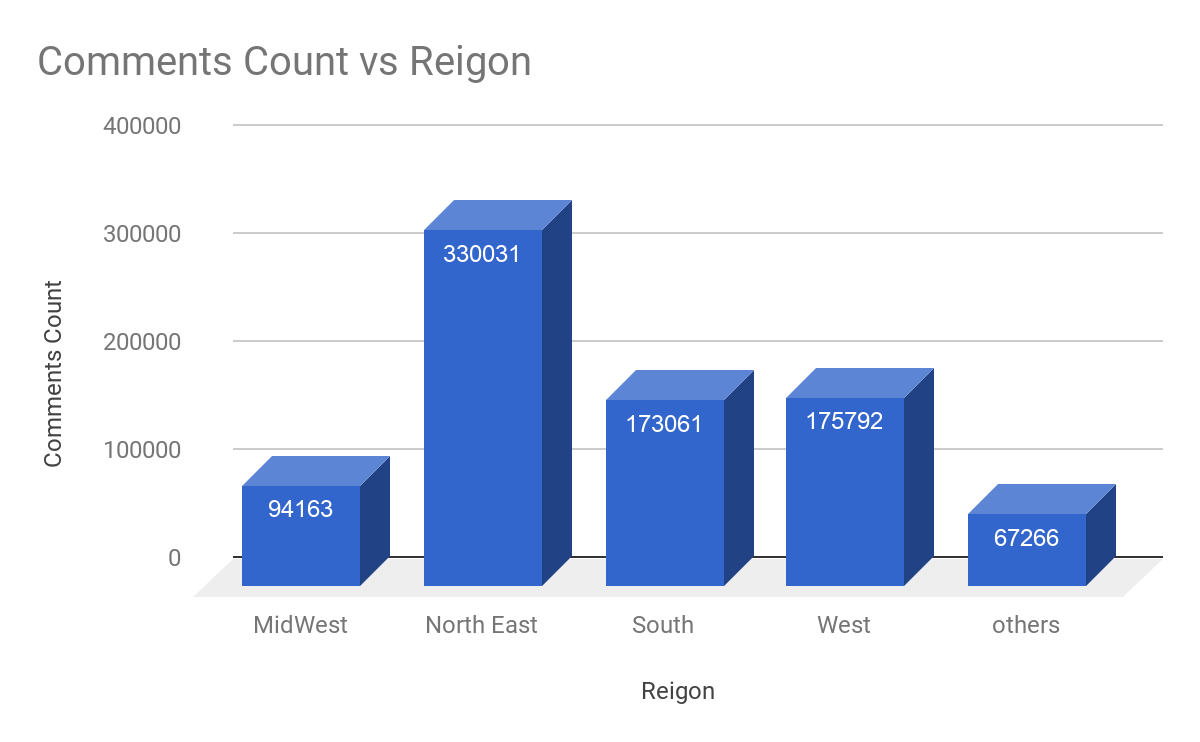 Comments Count vs Reigon
400000
300000
200000
100000
0
Comments Count
94163
330031
173061
175792
67266
MidWest
North East
South
West
others
Reigon